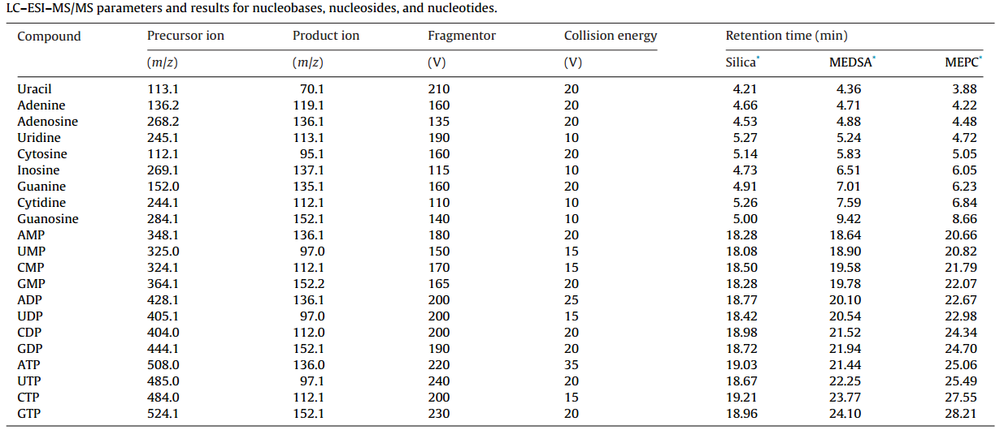 LC–ESI-MS/MS parameters and results for nucleobases, nucleosides, and nucleotides.
Compound Precursor ion Product ion Fragmentor Collision energy Retention time (min)
(m/z) (m/z) (V) (V) Silica* MEDSA* MEPC*
Uracil 113.1 70.1 210 20 4.21 4.36 3.88
Adenine 136.2 119.1 160 20 4.66 4.71 4.22
Adenosine 268.2 136.1 135 20 4.53 4.88 4.48
Uridine 245.1 113.1 190 10 5.27 5.24 4.72
Cytosine 112.1 95.1 160 20 5.14 5.83 5.05
Inosine 269.1 137.1 115 10 4.73 6.51 6.05
Guanine 152.0 135.1 160 20 4.91 7.01 6.23
Cytidine 244.1 112.1 110 10 5.26 7.59 6.84
Guanosine 284.1 152.1 140 10 5.00 9.42 8.66
AMP 348.1 136.1 180 20 18.28 18.64 20.66
UMP 325.0 97.0 150 15 18.08 18.90 20.82
CMP 324.1 112.1 170 15 18.50 19.58 21.79
GMP 364.1 152.2 165 20 18.28 19.78 22.07
ADP 428.1 136.1 200 25 18.77 20.10 22.67
UDP 405.1 97.0 200 15 18.42 20.54 22.98
CDP 404.0 112.0 200 20 18.98 21.52 24.34
GDP 444.1 152.1 190 20 18.72 21.94 24.70
ATP 508.0 136.0 220 35 19.03 21.44 25.06
UTP 485.0 97.1 240 20 18.67 22.25 25.49
CTP 484.0 112.1 200 15 19.21 23.77 27.55
GTP 524.1 152.1 230 20 18.96 24.10 28.21